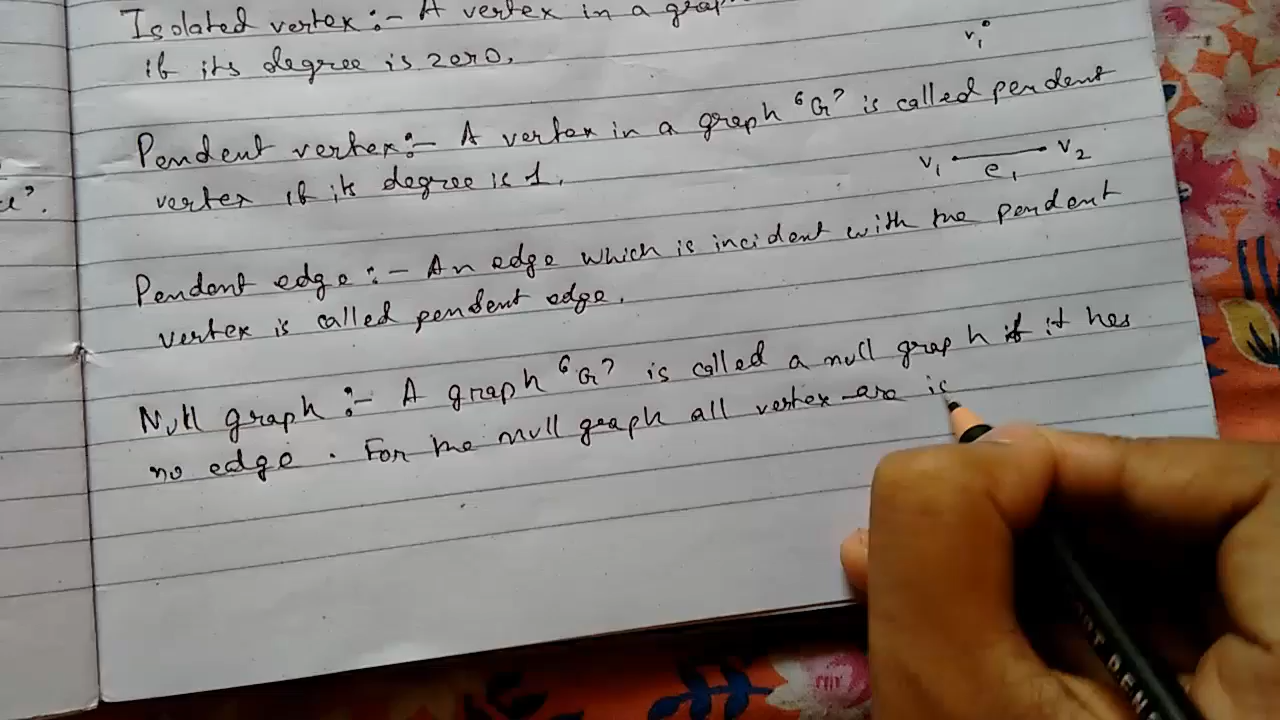 Isolated vertex :- A vertex in a grap
v₁
if its degree is zero.
Pendent vertex :- A vertex in a graph ‘G’ is called pendent
vertex if its degree is 1.
v₁ v₂
e₁
Pendent edge :- An edge which is incident with the pendent
vertex is called pendent edge.
Null graph :- A graph ‘G’ is called a null graph if it has
no edge . For the null graph all vertex are is